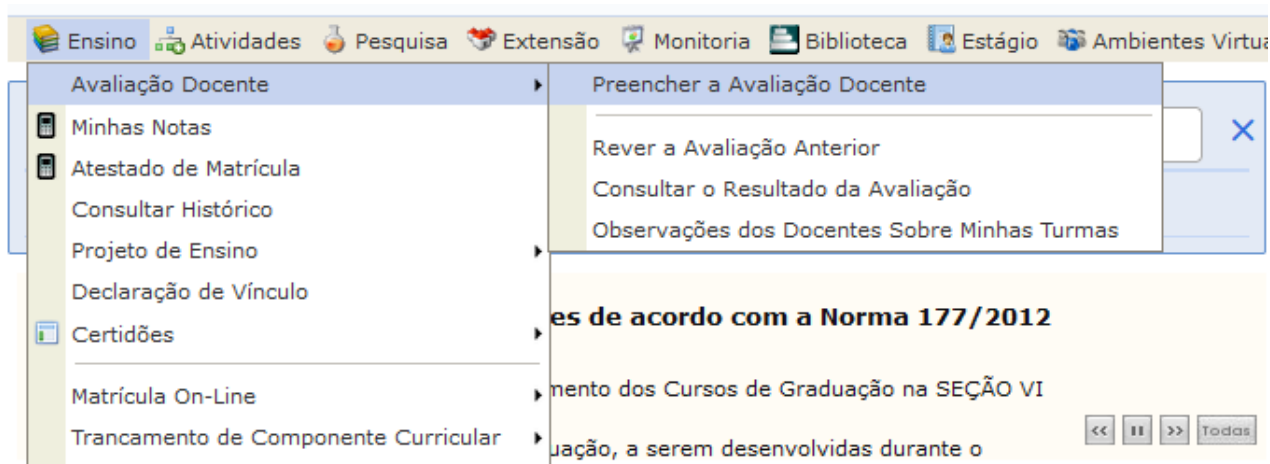 Ensino Atividades Pesquisa Extensão Monitoria Biblioteca Estágio Ambientes Virtua
Avaliação Docente
Minhas Notas
Atestado de Matrícula
Consultar Histórico
Projeto de Ensino
Declaração de Vínculo
Certidões
Matrícula On-Line
Trancamento de Componente Curricular
Preencher a Avaliação Docente
Rever a Avaliação Anterior
Consultar o Resultado da Avaliação
Observações dos Docentes Sobre Minhas Turmas
es de acordo com a Norma 177/2012
mento dos Cursos de Graduação na SEÇÃO VI
uação, a serem desenvolvidas durante o
Todas